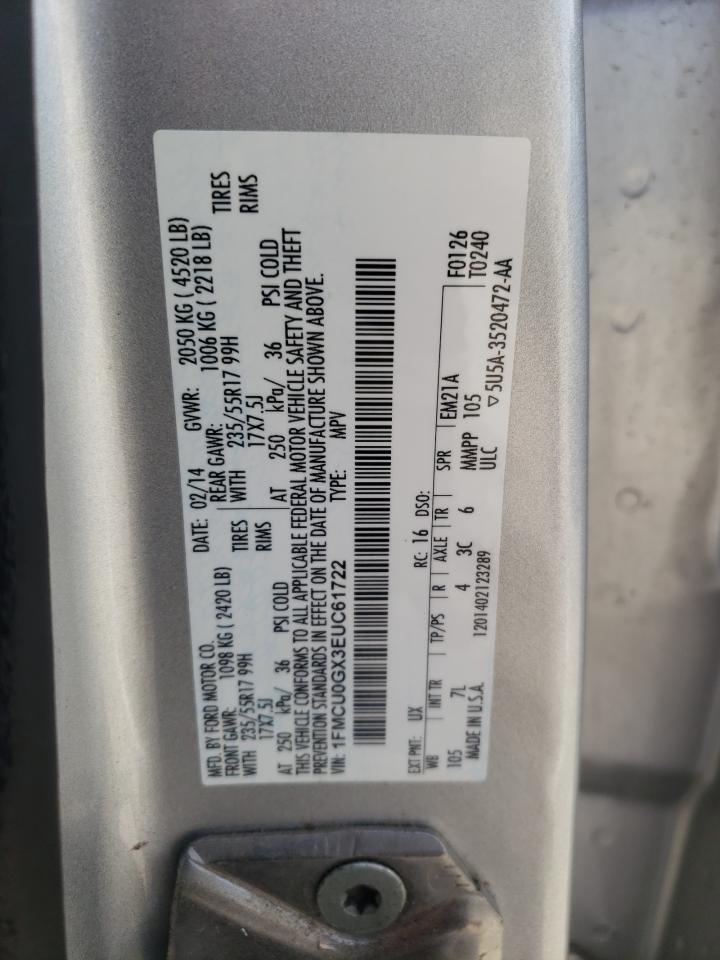 MFD. BY FORD MOTOR CO. DATE: 02/14 GVWR: 2050 KG ( 4520 LB)
FRONT GAWR: 1098 KG ( 2420 LB) REAR GAWR: 1006 KG ( 2218 LB)
WITH 235/55R17 99H TIRES WITH 235/55R17 99H TIRES
17X7.5J RIMS 17X7.5J RIMS
AT 250 kPa/ 36 PSI COLD AT 250 kPa/ 36 PSI COLD
THIS VEHICLE CONFORMS TO ALL APPLICABLE FEDERAL MOTOR VEHICLE SAFETY AND THEFT
PREVENTION STANDARDS IN EFFECT ON THE DATE OF MANUFACTURE SHOWN ABOVE.
VIN: 1FMCU0GX3EUC61722 TYPE: MPV
EXT PNT: UX RC: 16 DSO: F0126
WB INT TR TP/PS R AXLE TR SPR EM21A T0240
105 7L 4 3C 6 MMPP 105
MADE IN U.S.A. 1201402123289 ULC ▽5U5A-3520472-AA